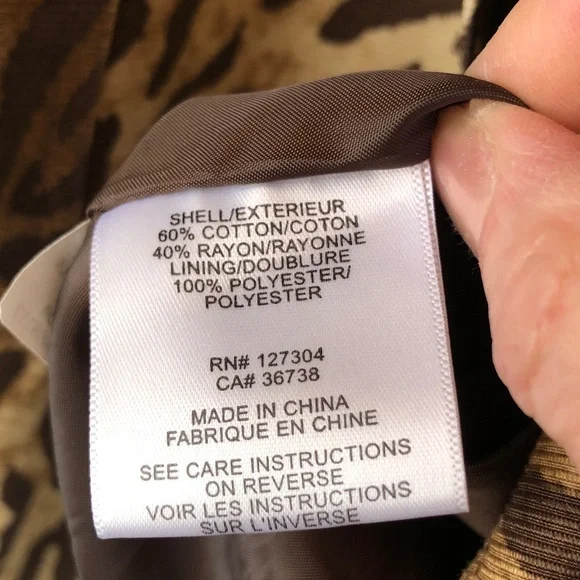 SHELL/EXTERIEUR
60% COTTON/COTON
40% RAYON/RAYONNE
LINING/DOUBLURE
100% POLYESTER/
POLYESTER
RN# 127304
CA# 36738
MADE IN CHINA
FABRIQUE EN CHINE
SEE CARE INSTRUCTIONS
ON REVERSE
VOIR LES INSTRUCTIONS
SUR L'INVERSE